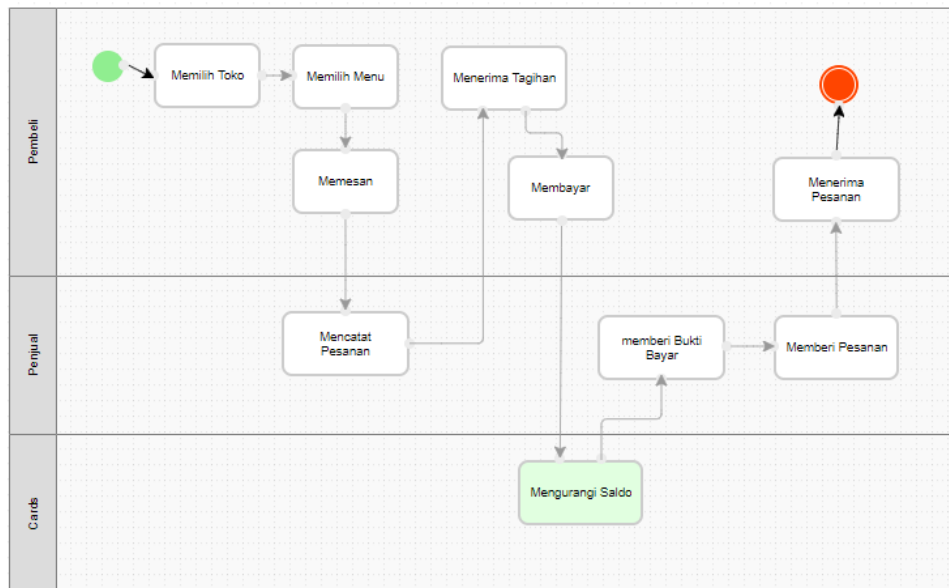 Pembeli
Memilih Toko
Memilih Menu
Menerima Tagihan
Memesan
Membayar
Menerima
Pesanan
Penjual
Mencatat
Pesanan
memberi Bukti
Bayar
Memberi Pesanan
Cards
Mengurangi Saldo